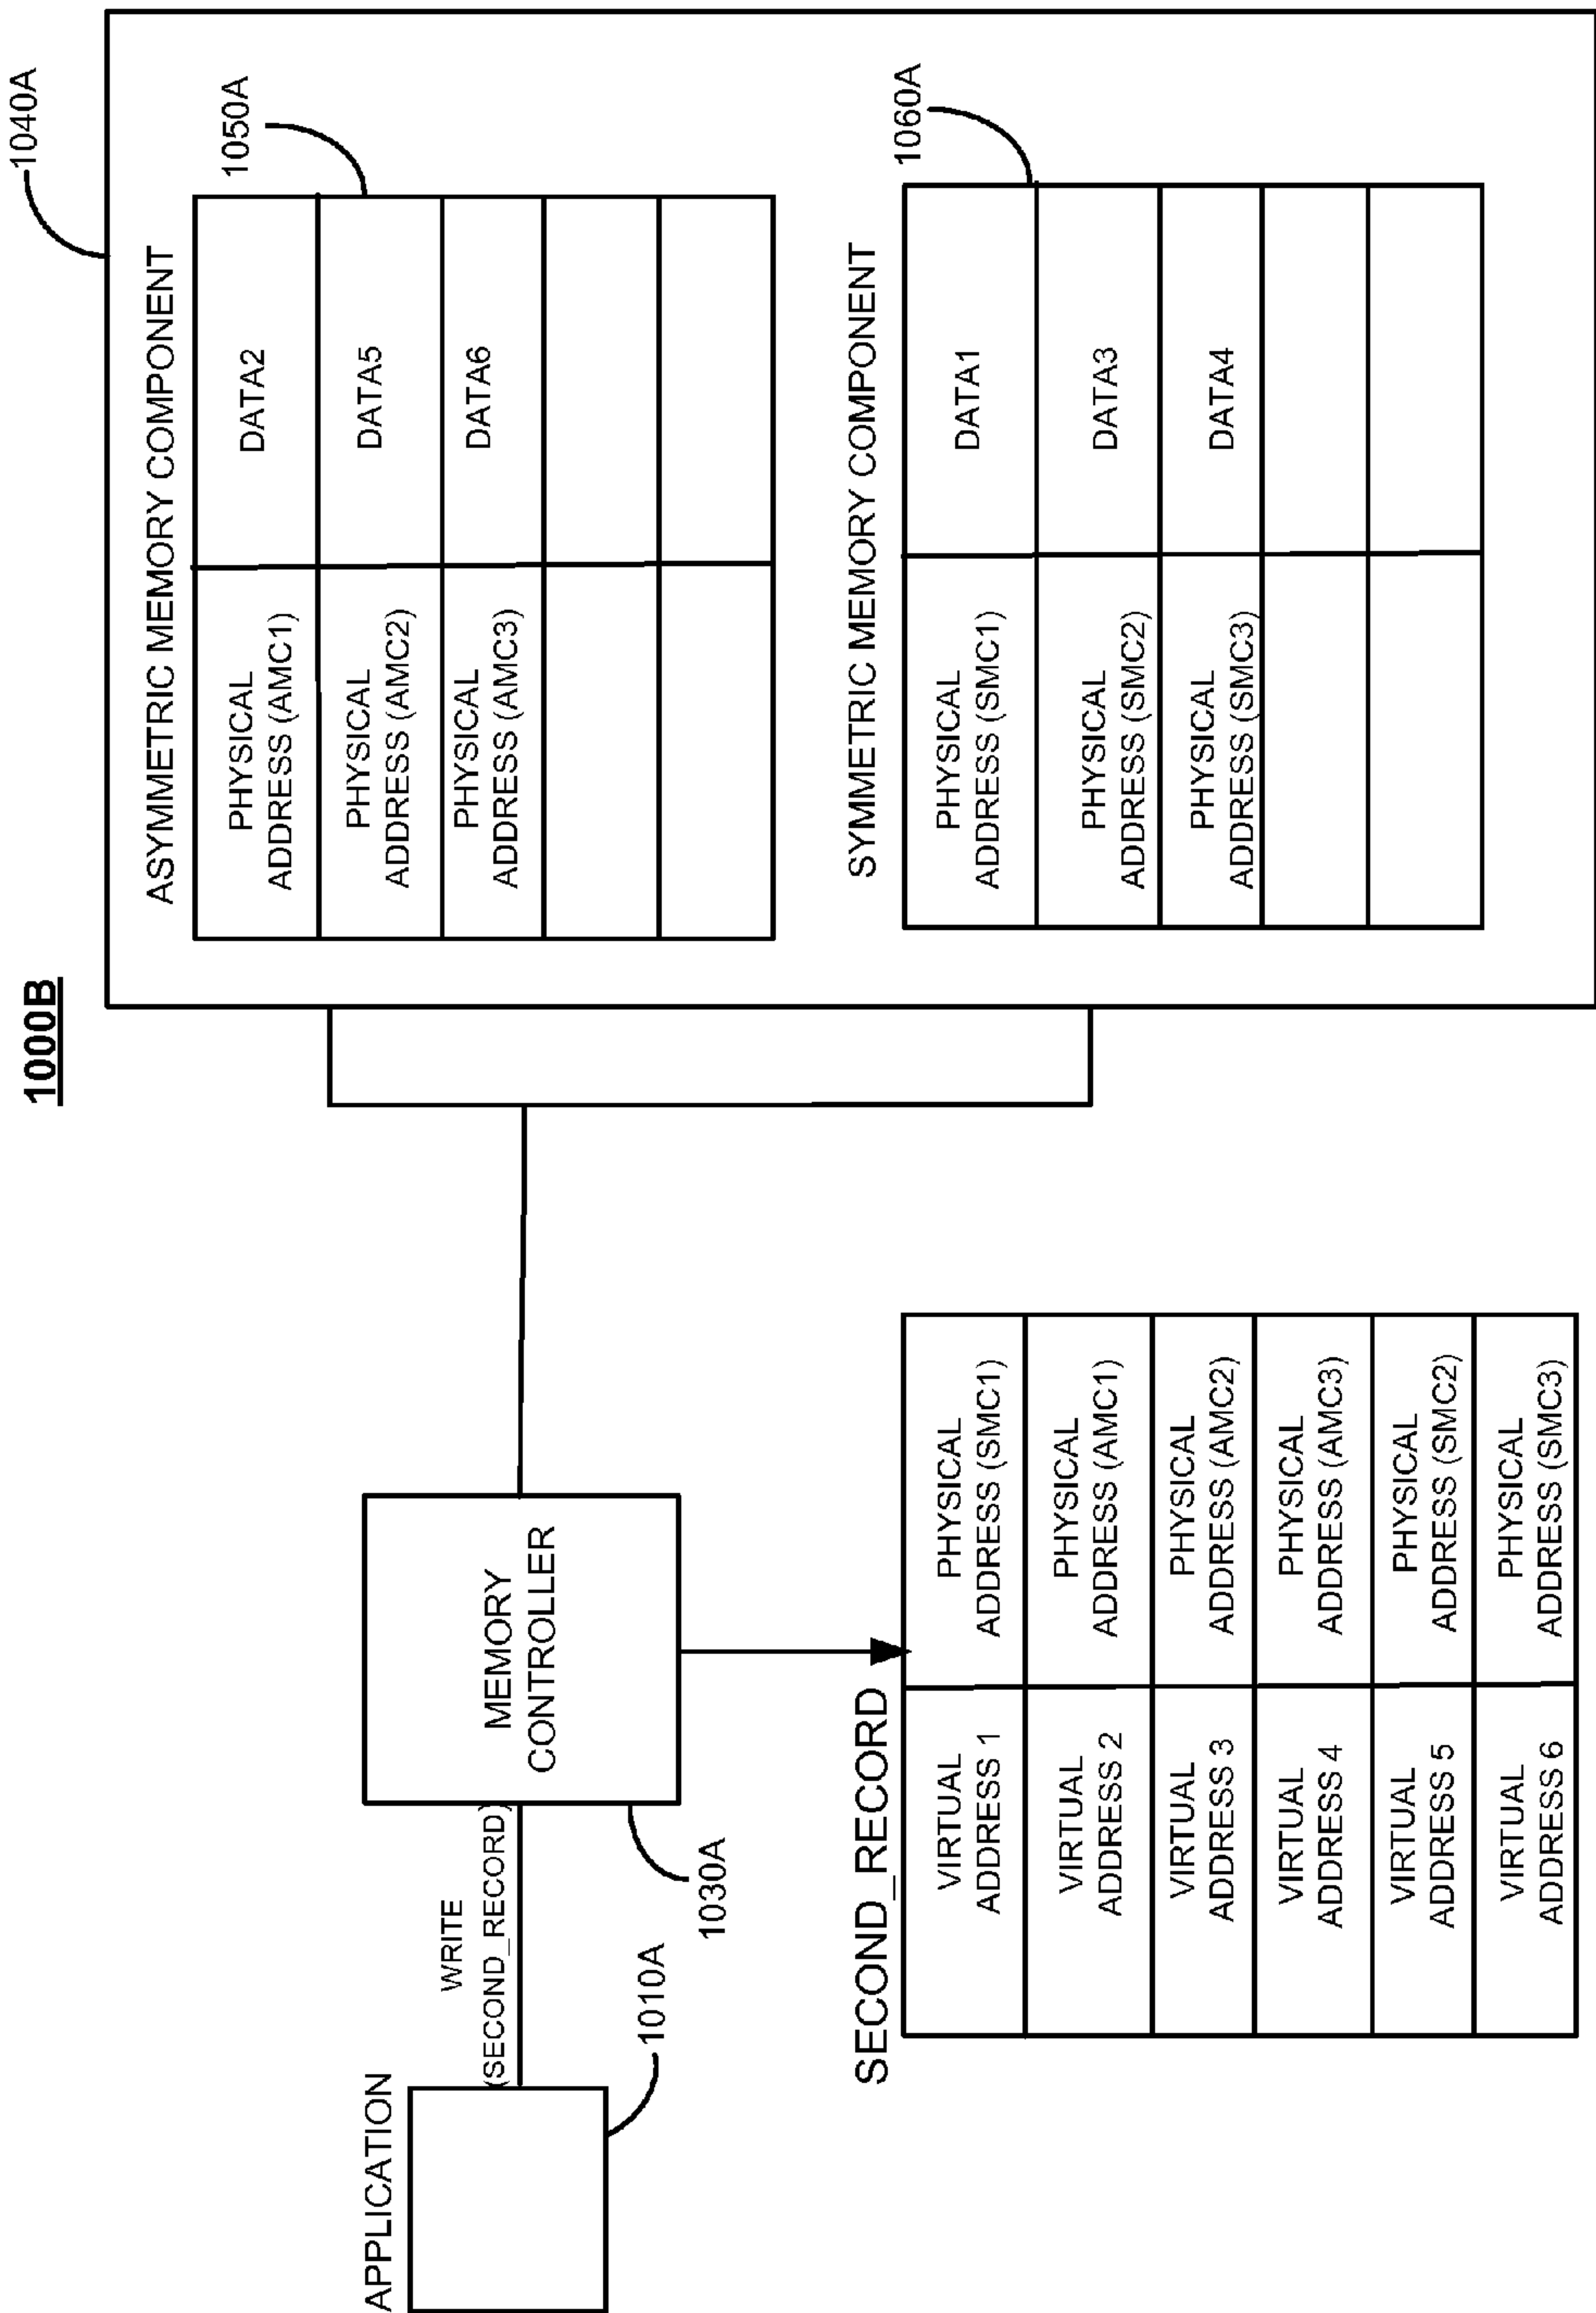 1000B
APPLICATION
1010A
WRITE
(SECOND_RECORD)
MEMORY
CONTROLLER
1030A
SECOND_RECORD
VIRTUAL
ADDRESS 1
PHYSICAL
ADDRESS (SMC1)
VIRTUAL
ADDRESS 2
PHYSICAL
ADDRESS (AMC1)
VIRTUAL
ADDRESS 3
PHYSICAL
ADDRESS (AMC2)
VIRTUAL
ADDRESS 4
PHYSICAL
ADDRESS (AMC3)
VIRTUAL
ADDRESS 5
PHYSICAL
ADDRESS (SMC2)
VIRTUAL
ADDRESS 6
PHYSICAL
ADDRESS (SMC3)
1040A
ASYMMETRIC MEMORY COMPONENT
1050A
PHYSICAL
ADDRESS (AMC1)
DATA2
PHYSICAL
ADDRESS (AMC2)
DATA5
PHYSICAL
ADDRESS (AMC3)
DATA6
SYMMETRIC MEMORY COMPONENT
1060A
PHYSICAL
ADDRESS (SMC1)
DATA1
PHYSICAL
ADDRESS (SMC2)
DATA3
PHYSICAL
ADDRESS (SMC3)
DATA4